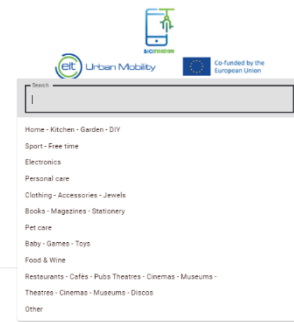 eit Urban Mobility
Co-funded by the
European Union
Search
Home - Kitchen - Garden - DIY
Sport - Free time
Electronics
Personal care
Clothing - Accessories - Jewels
Books - Magazines - Stationery
Pet care
Baby - Games - Toys
Food & Wine
Restaurants - Cafès - Pubs Theatres - Cinemas - Museums -
Theatres - Cinemas - Museums - Discos
Other